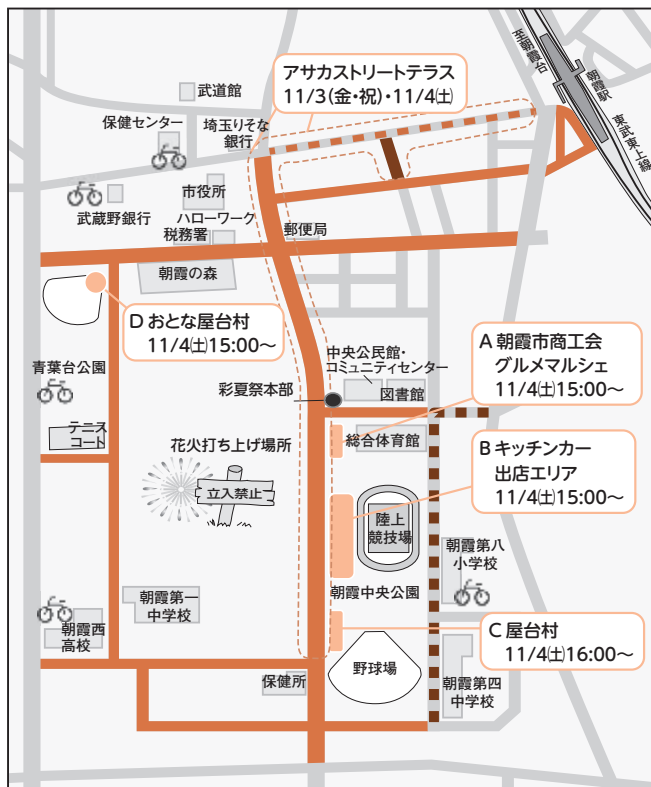 アサカストリートテラス
11/3(金・祝)・11/4㈯
至朝霞台
朝霞駅
東武東上線
武道館
保健センター
埼玉りそな
銀行
市役所
武蔵野銀行
ハローワーク
税務署
郵便局
朝霞の森
D おとな屋台村
11/4㈯15:00〜
青葉台公園
中央公民館・
コミュニティセンター
図書館
彩夏祭本部
A 朝霞市商工会
グルメマルシェ
11/4㈯15:00〜
テニス
コート
花火打ち上げ場所
立入禁止
総合体育館
B キッチンカー
出店エリア
11/4㈯15:00〜
陸上
競技場
朝霞第八
小学校
朝霞中央公園
朝霞第一
中学校
朝霞西
高校
C 屋台村
11/4㈯16:00〜
保健所
野球場
朝霞第四
中学校